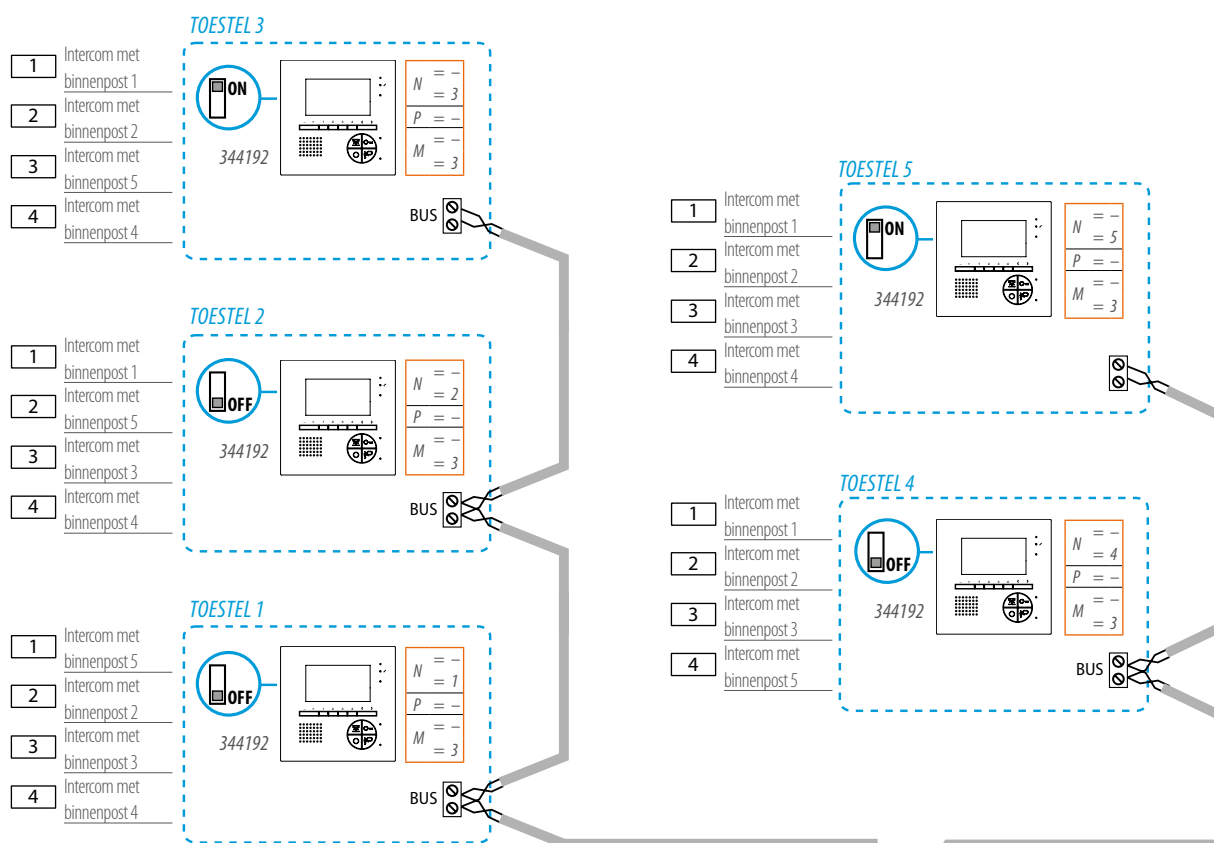 TOESTEL 3
1 Intercom met
binnenpost 1
2 Intercom met
binnenpost 2
3 Intercom met
binnenpost 5
4 Intercom met
binnenpost 4
ON
344192
N = –
= 3
P = –
M = –
= 3
BUS
TOESTEL 2
1 Intercom met
binnenpost 1
2 Intercom met
binnenpost 5
3 Intercom met
binnenpost 3
4 Intercom met
binnenpost 4
OFF
344192
N = –
= 2
P = –
M = –
= 3
BUS
TOESTEL 1
1 Intercom met
binnenpost 5
2 Intercom met
binnenpost 2
3 Intercom met
binnenpost 3
4 Intercom met
binnenpost 4
OFF
344192
N = –
= 1
P = –
M = –
= 3
BUS
TOESTEL 5
1 Intercom met
binnenpost 1
2 Intercom met
binnenpost 2
3 Intercom met
binnenpost 3
4 Intercom met
binnenpost 4
ON
344192
N = –
= 5
P = –
M = –
= 3
TOESTEL 4
1 Intercom met
binnenpost 1
2 Intercom met
binnenpost 2
3 Intercom met
binnenpost 3
4 Intercom met
binnenpost 5
OFF
344192
N = –
= 4
P = –
M = –
= 3
BUS